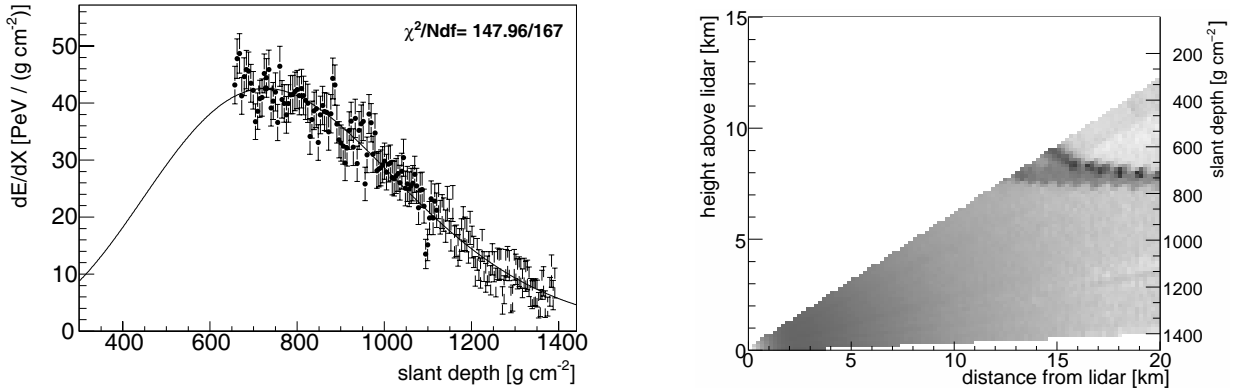 χ²/Ndf= 147.96/167
dE/dX [PeV / (g cm⁻²)]
50
40
30
20
10
0
400 600 800 1000 1200 1400
slant depth [g cm⁻²]
height above lidar [km]
15
10
5
0
0 5 10 15 20
distance from lidar [km]
200
400
600
800
1000
1200
1400
slant depth [g cm⁻²]